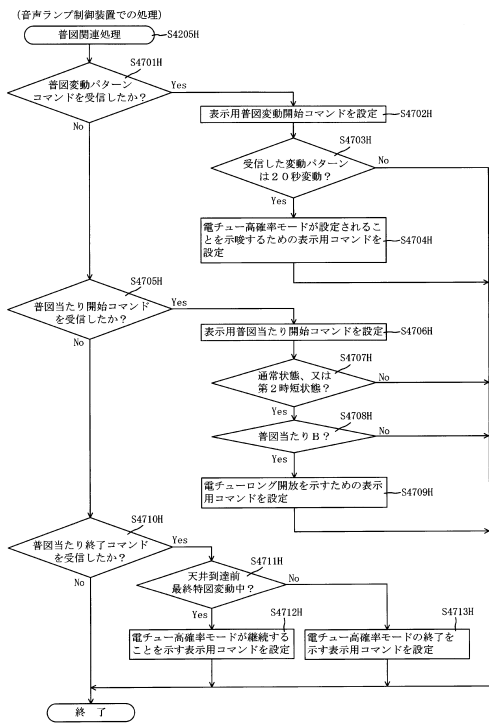 (音声ランプ制御装置での処理)
普図関連処理
S4205H
S4701H
普図変動パターン
コマンドを受信したか?
Yes
No
表示用普図変動開始コマンドを設定
S4702H
S4703H
受信した変動パターン
は20秒変動?
No
Yes
電チュー高確率モードが設定されるこ
とを示唆するための表示用コマンドを
設定
S4704H
S4705H
普図当たり開始コマンド
を受信したか?
Yes
No
表示用普図当たり開始コマンドを設定
S4706H
S4707H
通常状態、又は
第2時短状態?
No
Yes
S4708H
普図当たりB?
No
Yes
電チューロング開放を示すための表示
用コマンドを設定
S4709H
S4710H
普図当たり終了コマンド
を受信したか?
Yes
No
S4711H
天井到達前
最終特図変動中?
No
Yes
S4712H
電チュー高確率モードが継続する
ことを示す表示用コマンドを設定
S4713H
電チュー高確率モードの終了を
示す表示用コマンドを設定
終 了